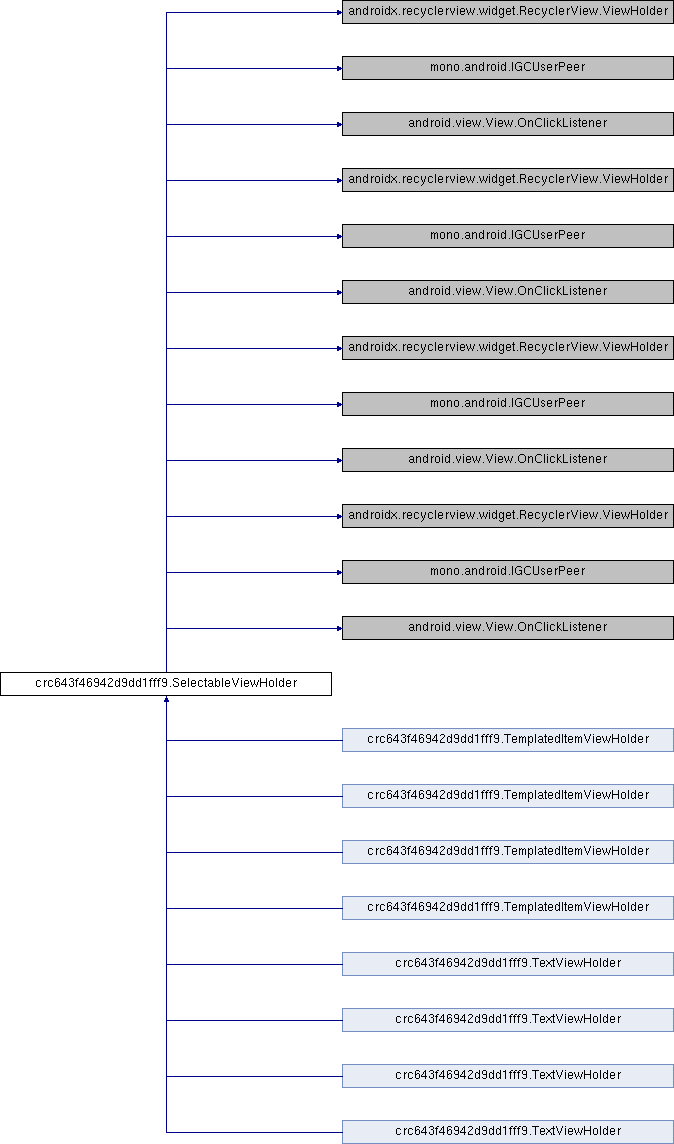 androidx.recyclerview.widget.RecyclerView.ViewHolder
mono.android.IGCUserPeer
android.view.View.OnClickListener
androidx.recyclerview.widget.RecyclerView.ViewHolder
mono.android.IGCUserPeer
android.view.View.OnClickListener
androidx.recyclerview.widget.RecyclerView.ViewHolder
mono.android.IGCUserPeer
android.view.View.OnClickListener
androidx.recyclerview.widget.RecyclerView.ViewHolder
mono.android.IGCUserPeer
android.view.View.OnClickListener
crc643f46942d9dd1fff9.SelectableViewHolder
crc643f46942d9dd1fff9.TemplatedItemViewHolder
crc643f46942d9dd1fff9.TemplatedItemViewHolder
crc643f46942d9dd1fff9.TemplatedItemViewHolder
crc643f46942d9dd1fff9.TemplatedItemViewHolder
crc643f46942d9dd1fff9.TextViewHolder
crc643f46942d9dd1fff9.TextViewHolder
crc643f46942d9dd1fff9.TextViewHolder
crc643f46942d9dd1fff9.TextViewHolder